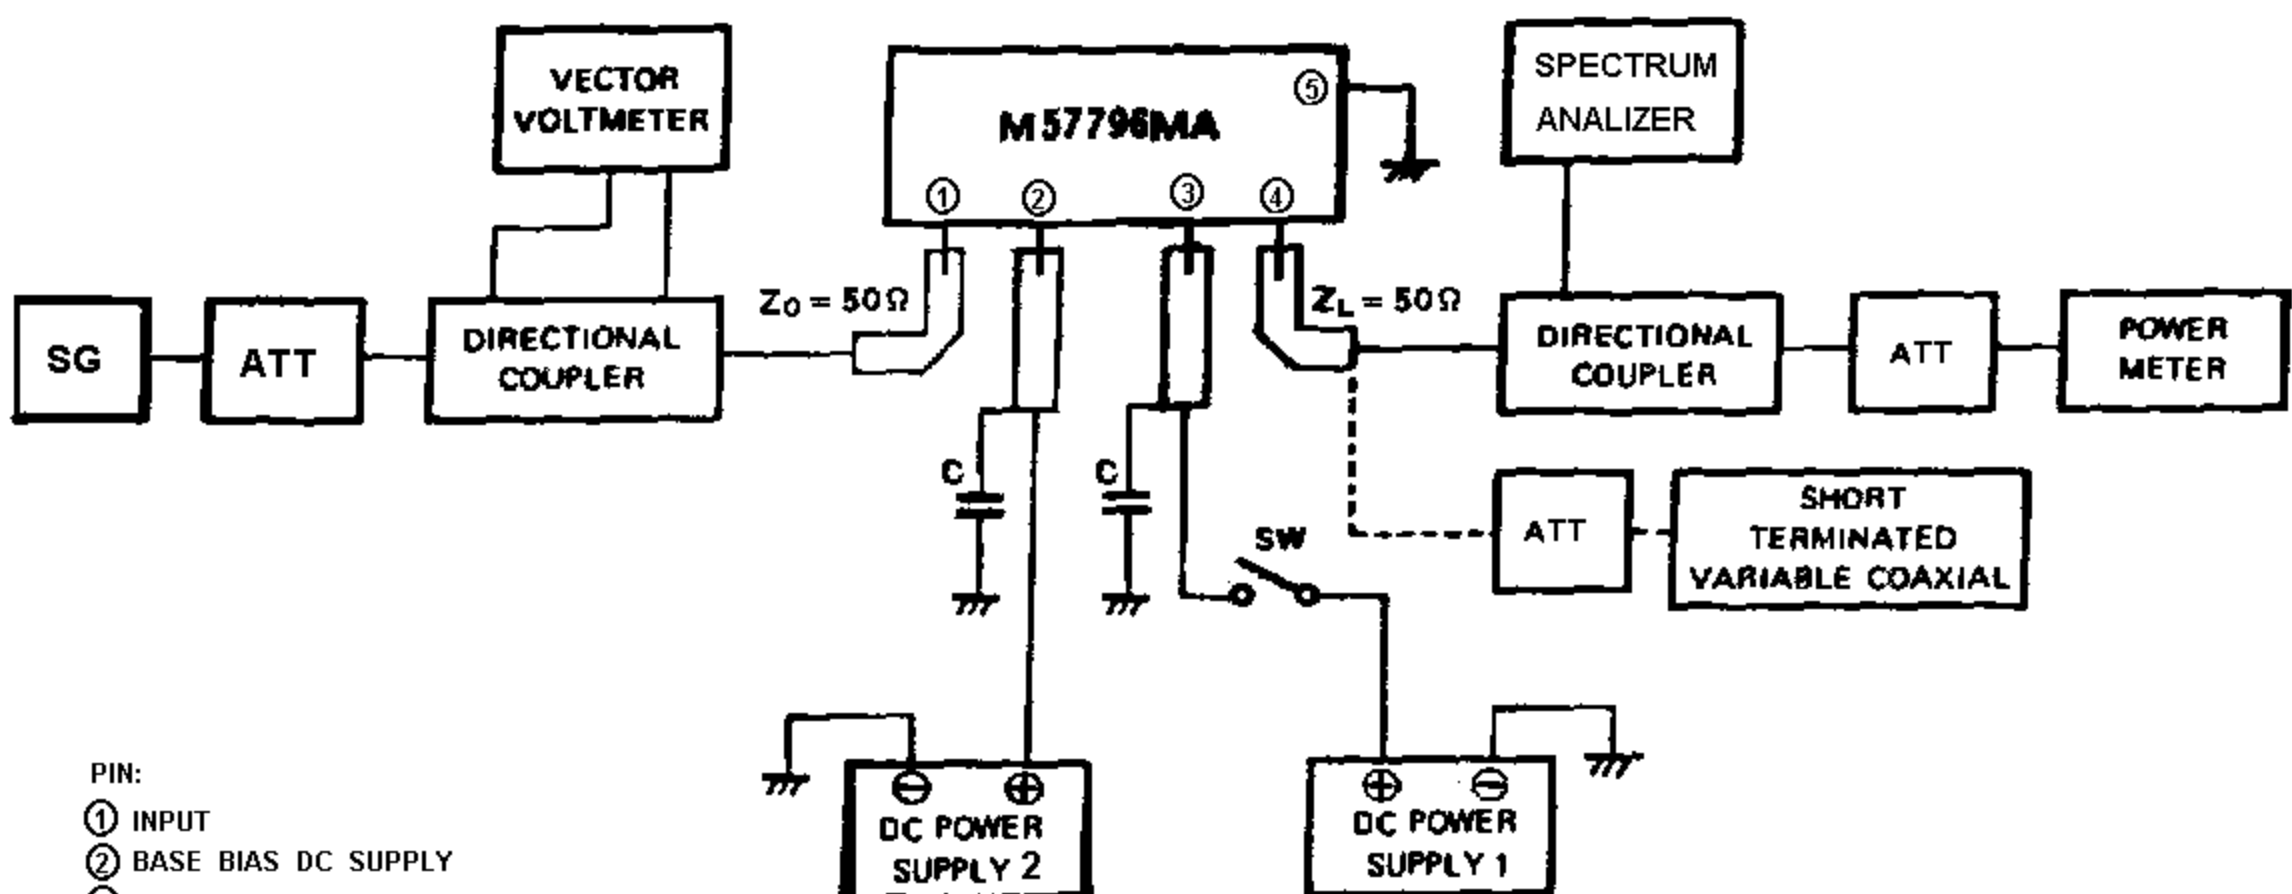 VECTOR
VOLTMETER
M57796MA
⑤
SPECTRUM
ANALIZER
① ② ③ ④
SG
ATT
DIRECTIONAL
COUPLER
Z₀ = 50Ω
Z_L = 50Ω
DIRECTIONAL
COUPLER
ATT
POWER
METER
C
C
SW
ATT
SHORT
TERMINATED
VARIABLE COAXIAL
⊖ ⊕
DC POWER
SUPPLY 2
⊕ ⊖
DC POWER
SUPPLY 1
PIN:
① INPUT
② BASE BIAS DC SUPPLY